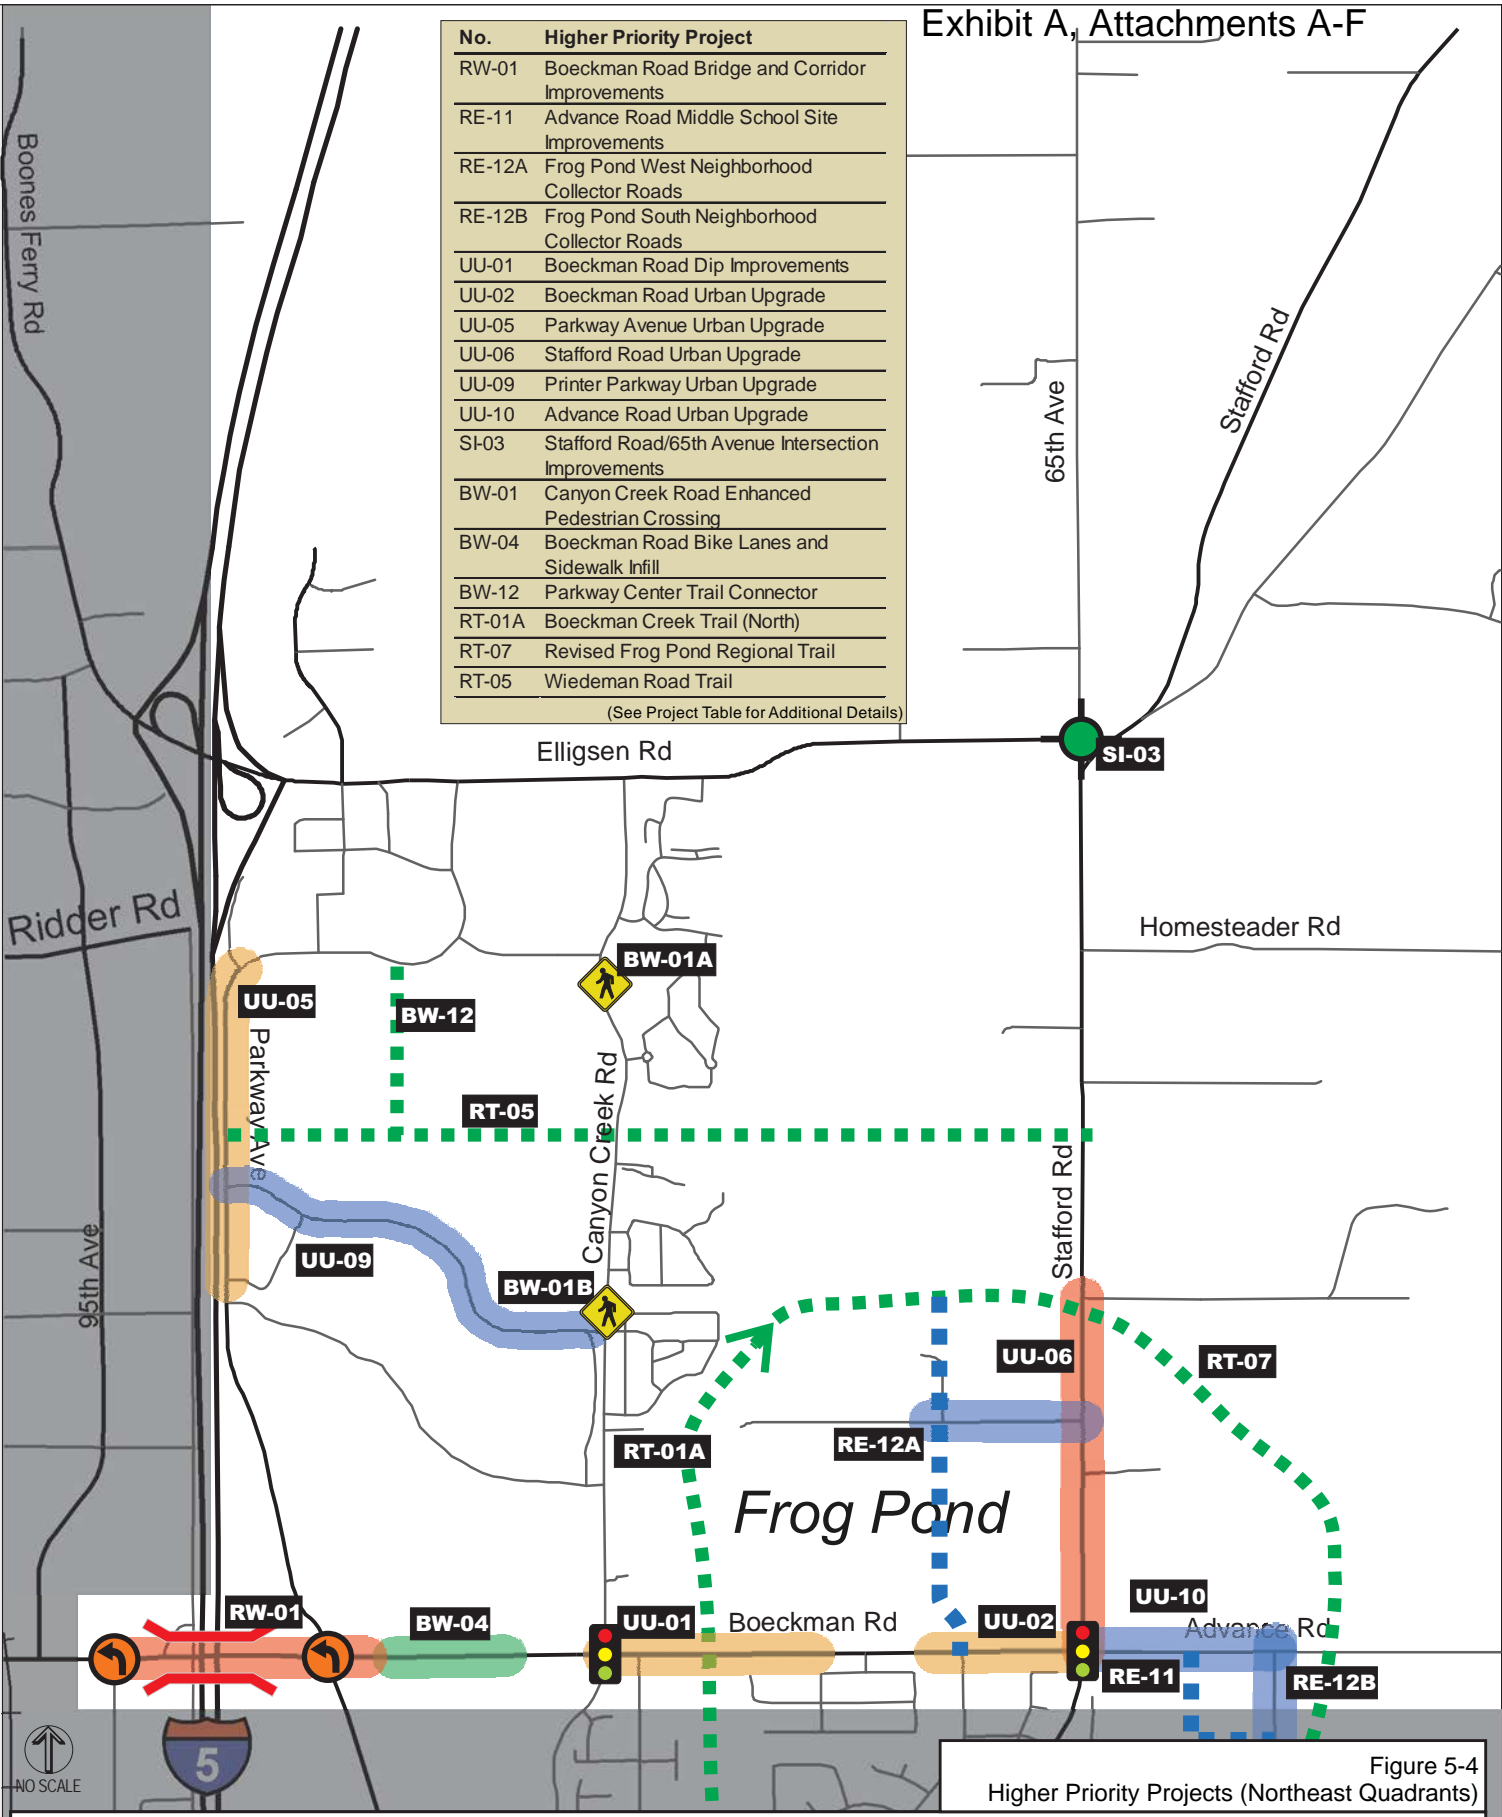 Exhibit A, Attachments A-F
No. Higher Priority Project
RW-01 Boeckman Road Bridge and Corridor
Improvements
RE-11 Advance Road Middle School Site
Improvements
RE-12A Frog Pond West Neighborhood
Collector Roads
RE-12B Frog Pond South Neighborhood
Collector Roads
UU-01 Boeckman Road Dip Improvements
UU-02 Boeckman Road Urban Upgrade
UU-05 Parkway Avenue Urban Upgrade
UU-06 Stafford Road Urban Upgrade
UU-09 Printer Parkway Urban Upgrade
UU-10 Advance Road Urban Upgrade
SI-03 Stafford Road/65th Avenue Intersection
Improvements
BW-01 Canyon Creek Road Enhanced
Pedestrian Crossing
BW-04 Boeckman Road Bike Lanes and
Sidewalk Infill
BW-12 Parkway Center Trail Connector
RT-01A Boeckman Creek Trail (North)
RT-07 Revised Frog Pond Regional Trail
RT-05 Wiedeman Road Trail
(See Project Table for Additional Details)
Boones Ferry Rd
Stafford Rd
65th Ave
Elligsen Rd
SI-03
Ridder Rd
Homesteader Rd
BW-01A
UU-05
BW-12
Parkway Ave
Canyon Creek Rd
RT-05
Stafford Rd
95th Ave
UU-09
BW-01B
UU-06
RT-07
RT-01A
RE-12A
Frog Pond
UU-10
RW-01
BW-04
UU-01
Boeckman Rd
UU-02
Advance Rd
RE-11
RE-12B
5
NO SCALE
Figure 5-4
Higher Priority Projects (Northeast Quadrants)